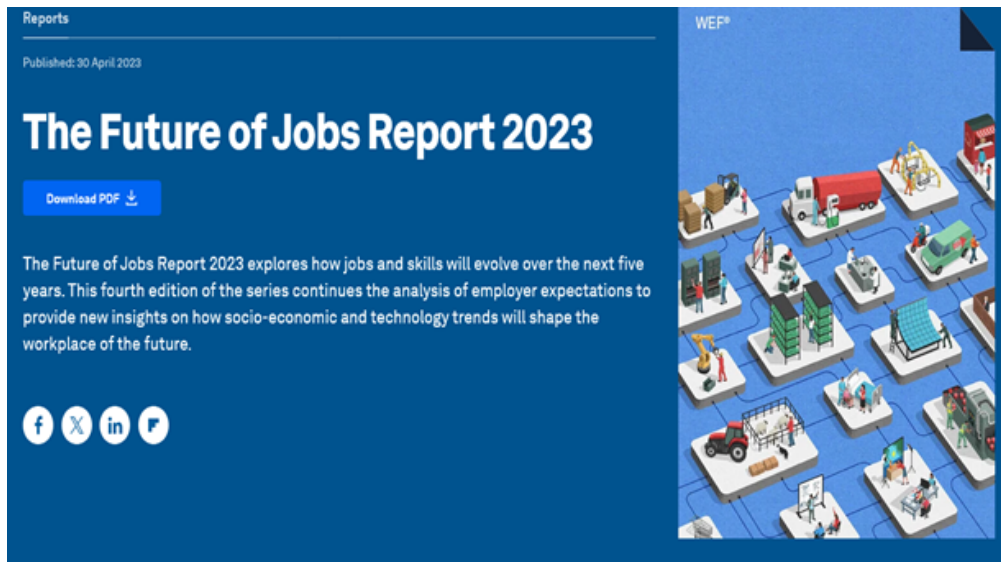 Reports
WEF®
Published: 30 April 2023
The Future of Jobs Report 2023
Download PDF
The Future of Jobs Report 2023 explores how jobs and skills will evolve over the next five
years. This fourth edition of the series continues the analysis of employer expectations to
provide new insights on how socio-economic and technology trends will shape the
workplace of the future.